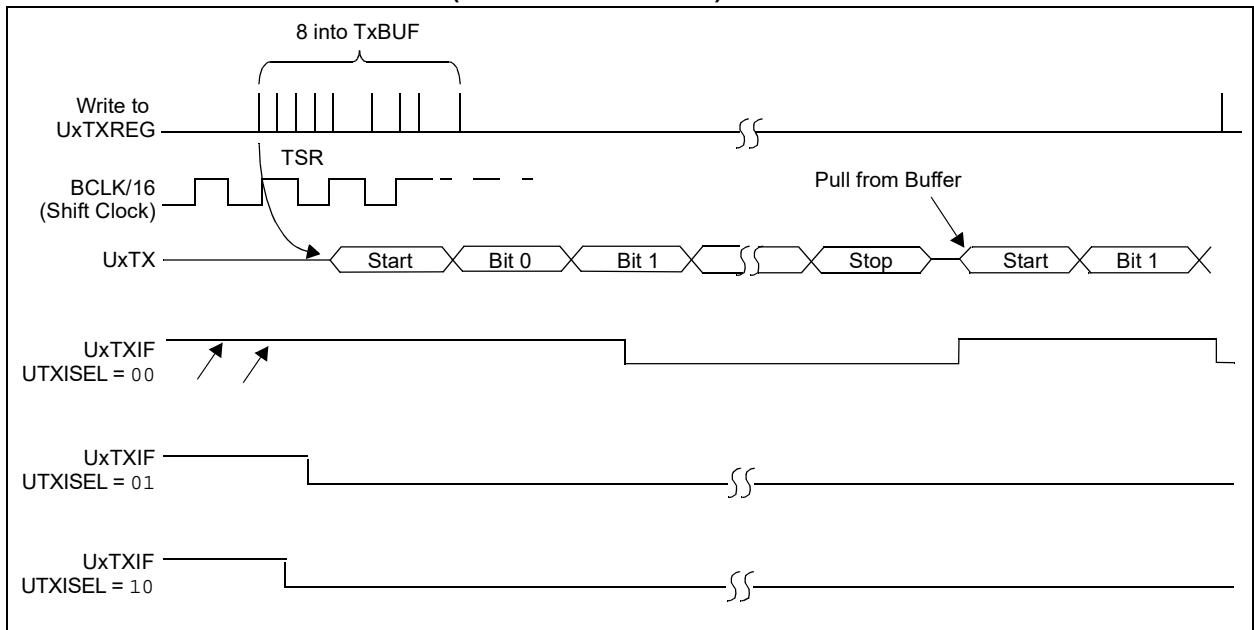 8 into TxBUF
Write to
UxTXREG
TSR
BCLK/16
(Shift Clock)
Pull from Buffer
UxTX
Start
Bit 0
Bit 1
Stop
Start
Bit 1
UxTXIF
UTXISEL = 00
UxTXIF
UTXISEL = 01
UxTXIF
UTXISEL = 10